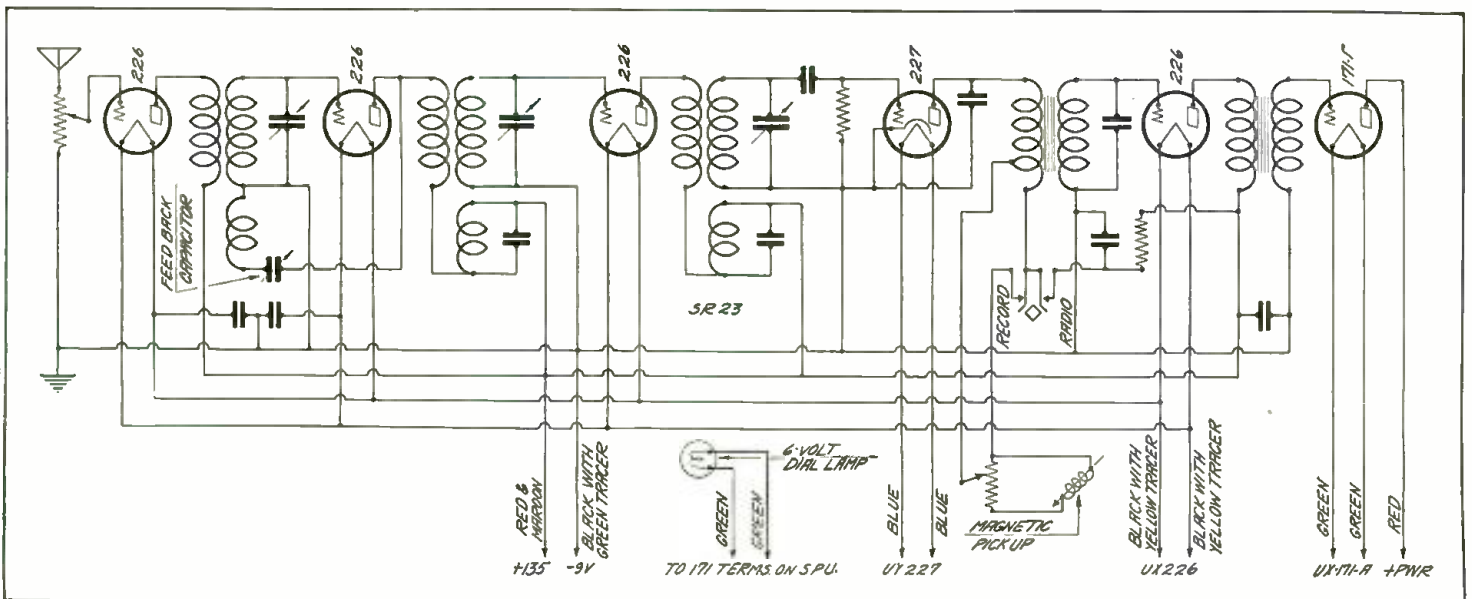 226
226
226
227
226
171-A
FEED BACK
CAPACITOR
SR 23
RECORD
RADIO
6-VOLT
DIAL LAMP
RED &
MAROON
BLACK WITH
GREEN TRACER
GREEN
GREEN
BLUE
BLUE
MAGNETIC
PICKUP
BLACK WITH
YELLOW TRACER
BLACK WITH
YELLOW TRACER
GREEN
GREEN
RED
+135 -9V
TO 171 TERMS. ON S.P.U.
UY227
UX226
UX-171-A +PWR